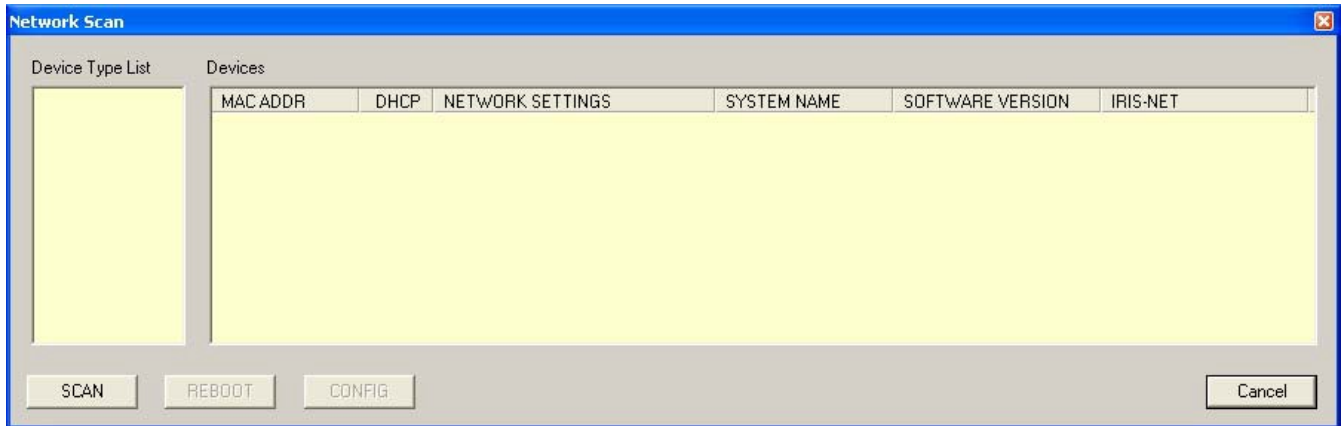 Network Scan
Device Type List Devices
MAC ADDR DHCP NETWORK SETTINGS SYSTEM NAME SOFTWARE VERSION IRIS-NET
SCAN REBOOT CONFIG Cancel